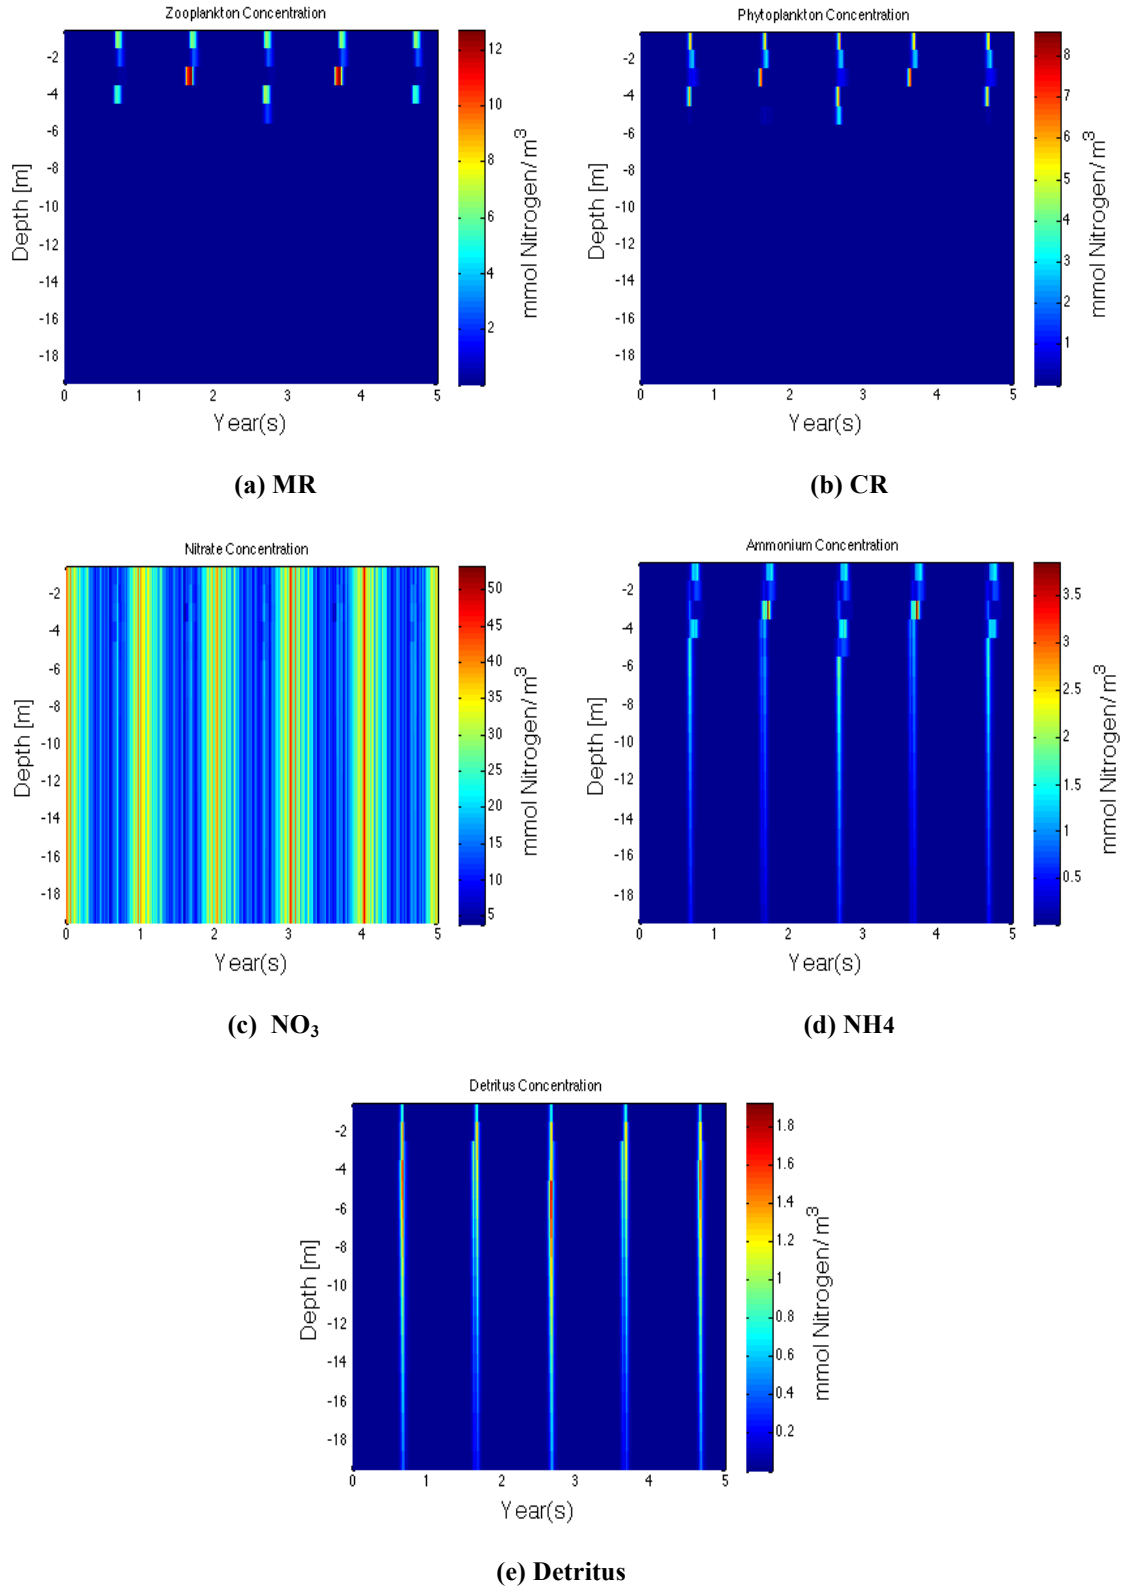 Zooplankton Concentration
-2
-4
-6
-8
-10
-12
-14
-16
-18
0 1 2 3 4 5
Depth [m]
Year(s)
12
10
8
6
4
2
mmol Nitrogen/m³
(a) MR
Phytoplankton Concentration
-2
-4
-6
-8
-10
-12
-14
-16
-18
0 1 2 3 4 5
Depth [m]
Year(s)
8
7
6
5
4
3
2
1
mmol Nitrogen/m³
(b) CR
Nitrate Concentration
-2
-4
-6
-8
-10
-12
-14
-16
-18
0 1 2 3 4 5
Depth [m]
Year(s)
50
45
40
35
30
25
20
15
10
5
mmol Nitrogen/m³
(c) NO₃
Ammonium Concentration
-2
-4
-6
-8
-10
-12
-14
-16
-18
0 1 2 3 4 5
Depth [m]
Year(s)
3.5
3
2.5
2
1.5
1
0.5
mmol Nitrogen/m³
(d) NH4
Detritus Concentration
-2
-4
-6
-8
-10
-12
-14
-16
-18
0 1 2 3 4 5
Depth [m]
Year(s)
1.8
1.6
1.4
1.2
1
0.8
0.6
0.4
0.2
mmol Nitrogen/m³
(e) Detritus